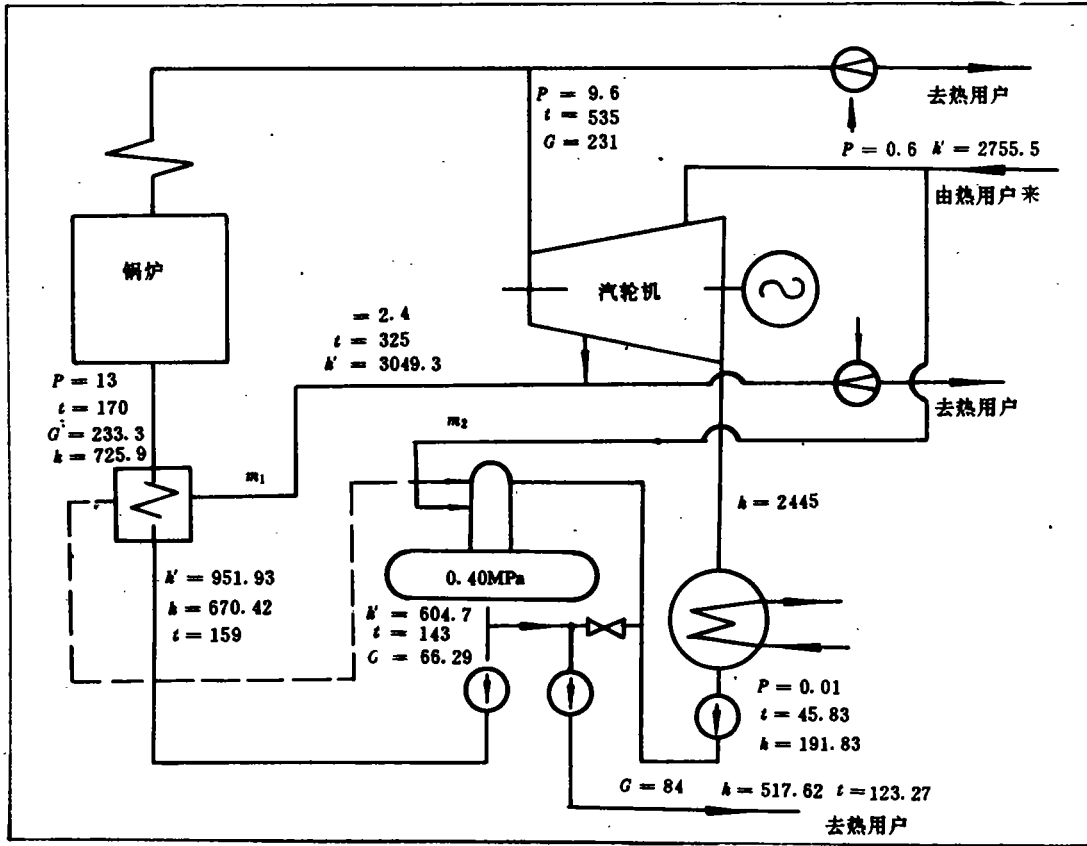 去热用户
P = 9.6
t = 535
G = 231
P = 0.6 h' = 2755.5
由热用户来
锅炉
汽轮机
= 2.4
t = 325
h' = 3049.3
P = 13
t = 170
G = 233.3
h = 725.9
去热用户
m₂
m₁
h = 2445
0.40MPa
h' = 951.93
h = 670.42
t = 159
h' = 604.7
t = 143
G = 66.29
P = 0.01
t = 45.83
h = 191.83
G = 84 h = 517.62 t = 123.27
去热用户